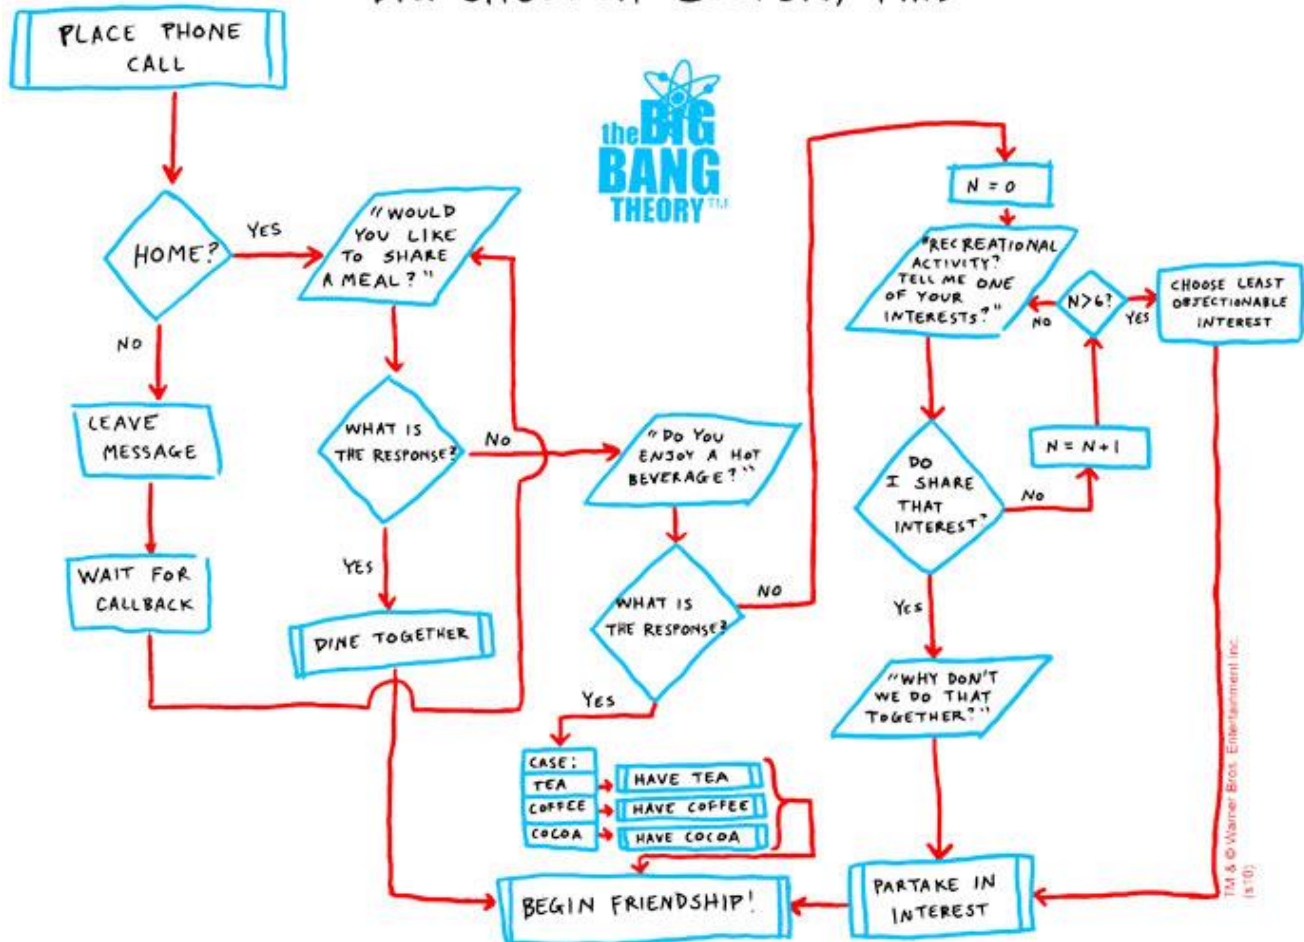 PLACE PHONE
CALL
the BIG
BANG
THEORY™
HOME?
YES
NO
"WOULD
YOU LIKE
TO SHARE
A MEAL?"
LEAVE
MESSAGE
WAIT FOR
CALLBACK
WHAT IS
THE RESPONSE?
NO
YES
DINE TOGETHER
"DO YOU
ENJOY A HOT
BEVERAGE?"
WHAT IS
THE RESPONSE?
NO
YES
CASE:
TEA
HAVE TEA
COFFEE
HAVE COFFEE
COCOA
HAVE COCOA
N = 0
"RECREATIONAL
ACTIVITY?
TELL ME ONE
OF YOUR
INTERESTS?"
N>6?
NO
YES
CHOOSE LEAST
OBJECTIONABLE
INTEREST
N = N+1
DO
I SHARE
THAT
INTEREST?
NO
YES
"WHY DON'T
WE DO THAT
TOGETHER?"
PARTAKE IN
INTEREST
BEGIN FRIENDSHIP!
TM & © Warner Bros. Entertainment Inc.
(s10)